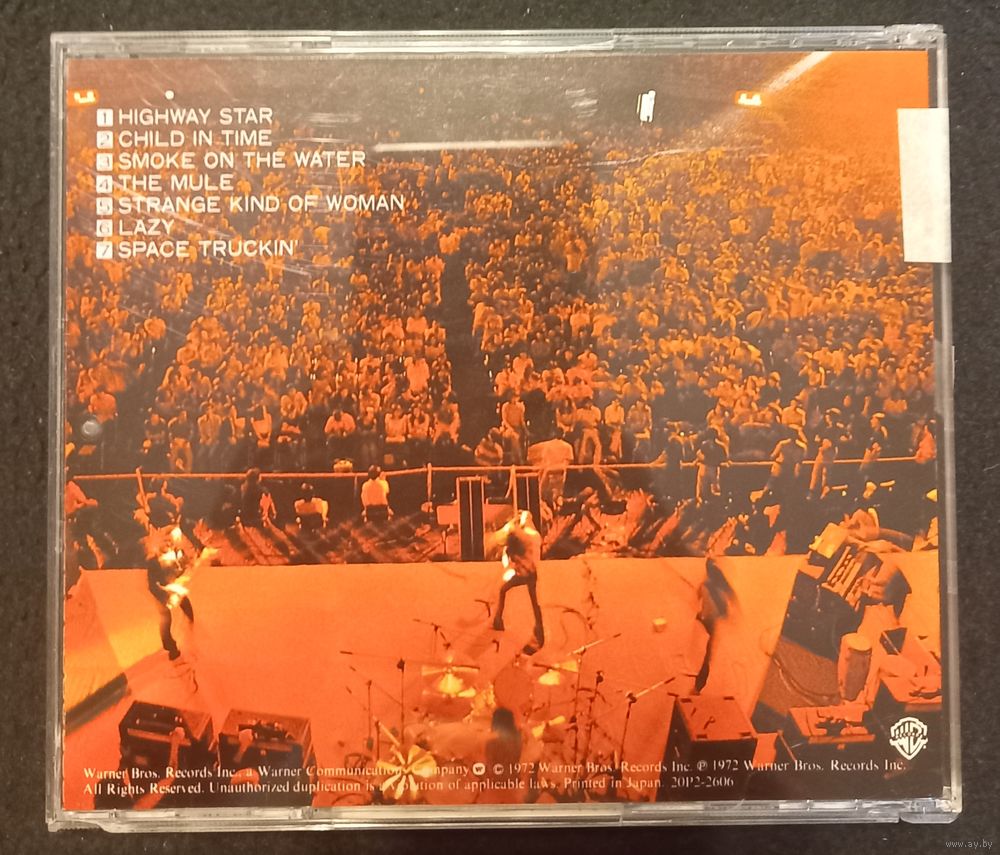 1 HIGHWAY STAR
2 CHILD IN TIME
3 SMOKE ON THE WATER
4 THE MULE
5 STRANGE KIND OF WOMAN
6 LAZY
7 SPACE TRUCKIN'
Warner Bros. Records Inc., a Warner Communications Company © 1972 Warner Bros. Records Inc. ℗ 1972 Warner Bros. Records Inc.
All Rights Reserved. Unauthorized duplication is a violation of applicable laws. Printed in Japan. 20P2-2606
www.ay.by